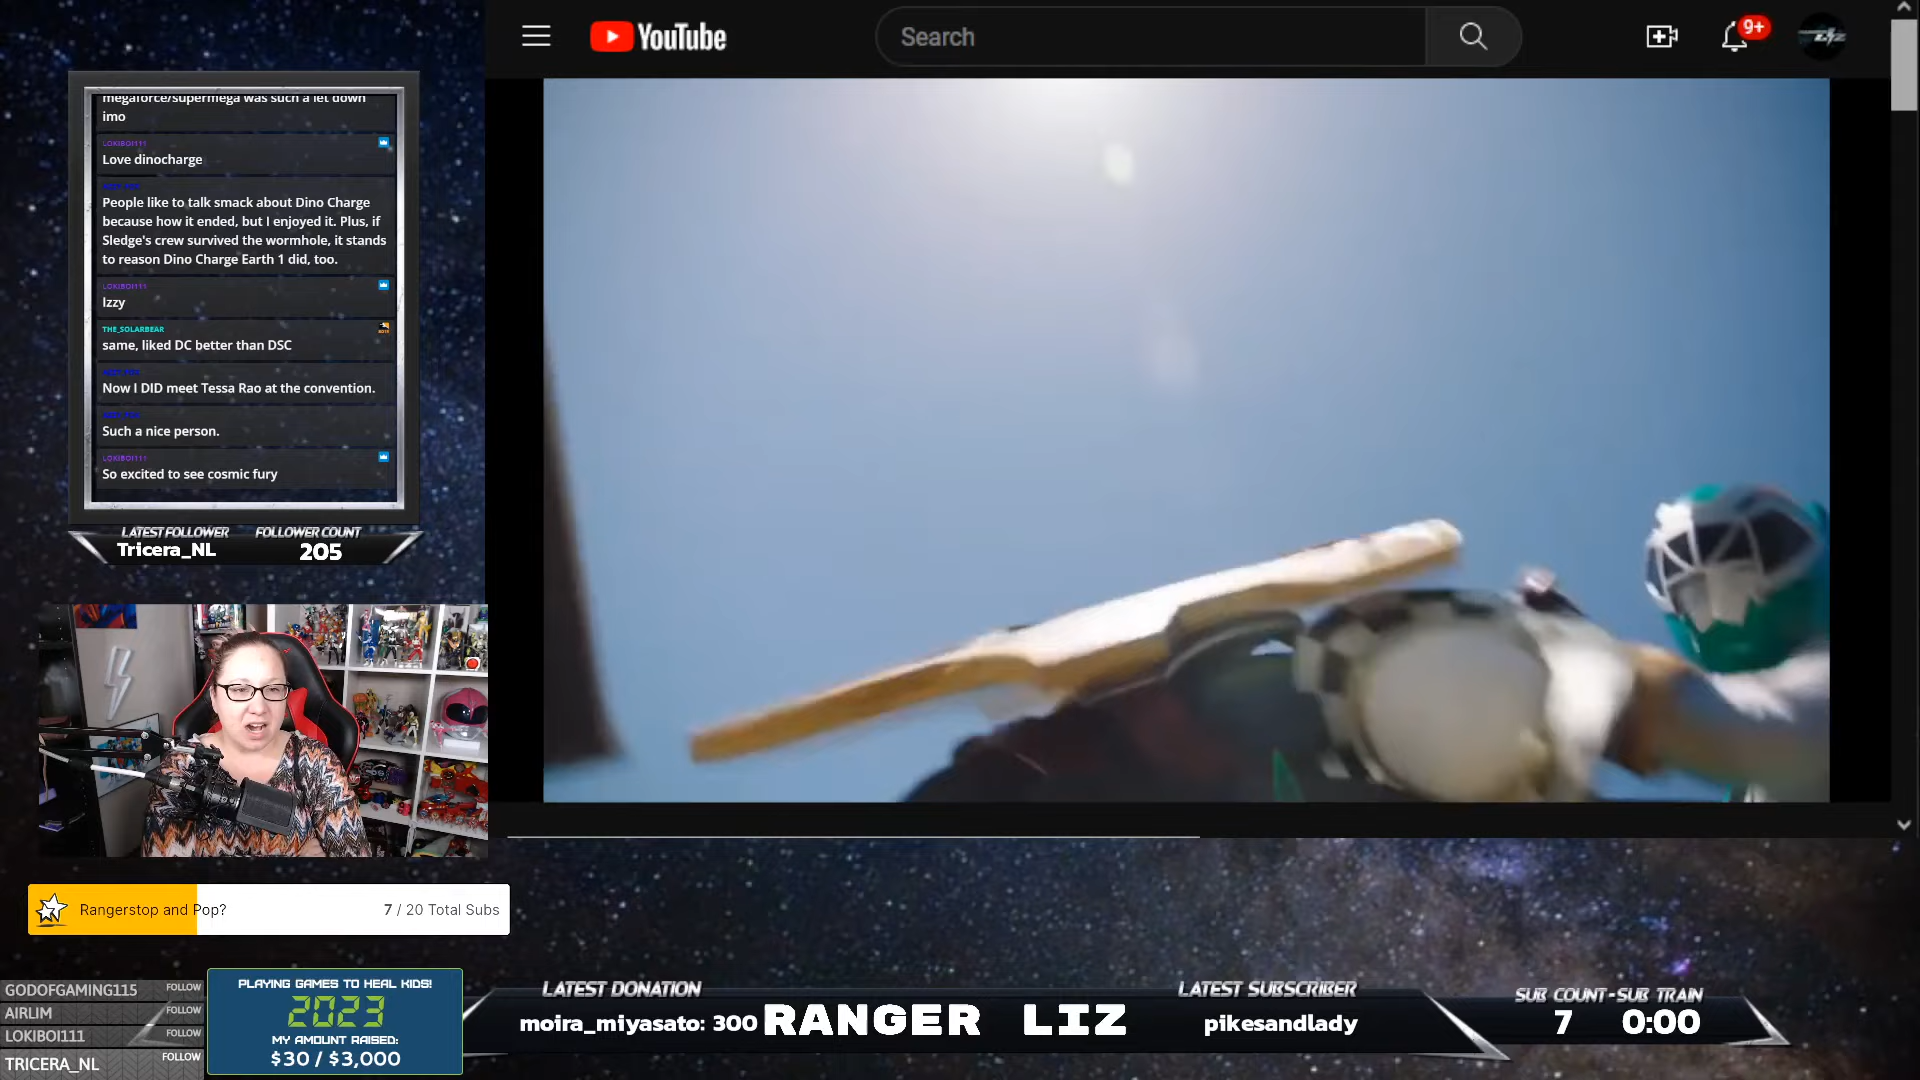 YouTube
Search
9+
megaforce/supermega was such a let down
imo
LOKIBOI111
Love dinocharge
People like to talk smack about Dino Charge
because how it ended, but I enjoyed it. Plus, if
Sledge's crew survived the wormhole, it stands
to reason Dino Charge Earth 1 did, too.
LOKIBOI111
Izzy
THE_SOLARBEAR
same, liked DC better than DSC
Now I DID meet Tessa Rao at the convention.
Such a nice person.
LOKIBOI111
So excited to see cosmic fury
LATEST FOLLOWER FOLLOWER COUNT
Tricera_NL 205
Rangerstop and Pop? 7 / 20 Total Subs
GODOFGAMING115 FOLLOW
AIRLIM FOLLOW
LOKIBOI111 FOLLOW
TRICERA_NL FOLLOW
PLAYING GAMES TO HEAL KIDS!
2023
MY AMOUNT RAISED:
$30 / $3,000
LATEST DONATION
moira_miyasato: 300
RANGER LIZ
LATEST SUBSCRIBER
pikesandlady
SUB COUNT - SUB TRAIN
7 0:00